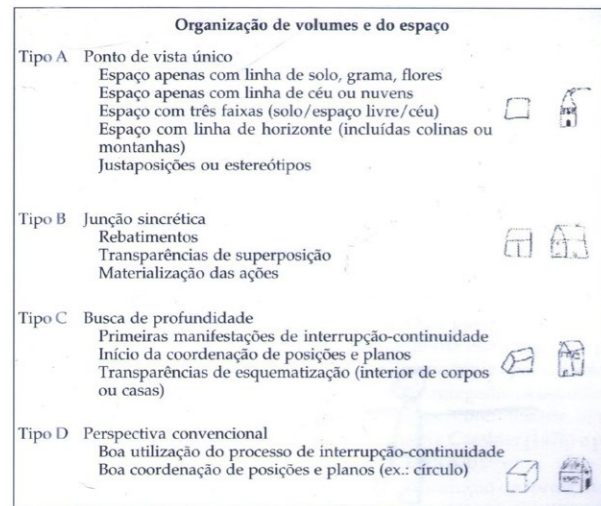 Organização de volumes e do espaço
Tipo A Ponto de vista único
Espaço apenas com linha de solo, grama, flores
Espaço apenas com linha de céu ou nuvens
Espaço com três faixas (solo/espaço livre/céu)
Espaço com linha de horizonte (incluídas colinas ou
montanhas)
Justaposições ou estereótipos
Tipo B Junção sincrética
Rebatimentos
Transparências de superposição
Materialização das ações
Tipo C Busca de profundidade
Primeiras manifestações de interrupção-continuidade
Início da coordenação de posições e planos
Transparências de esquematização (interior de corpos
ou casas)
Tipo D Perspectiva convencional
Boa utilização do processo de interrupção-continuidade
Boa coordenação de posições e planos (ex.: círculo)